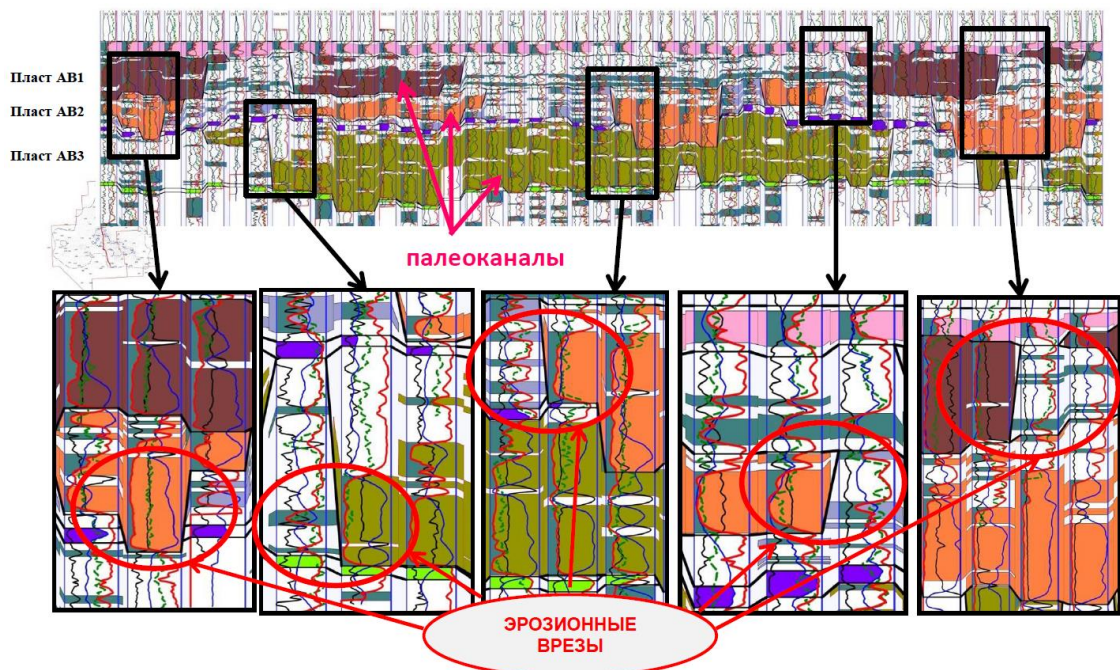 Пласт АВ1
Пласт АВ2
Пласт АВ3
палеоканалы
ЭРОЗИОННЫЕ
ВРЕЗЫ